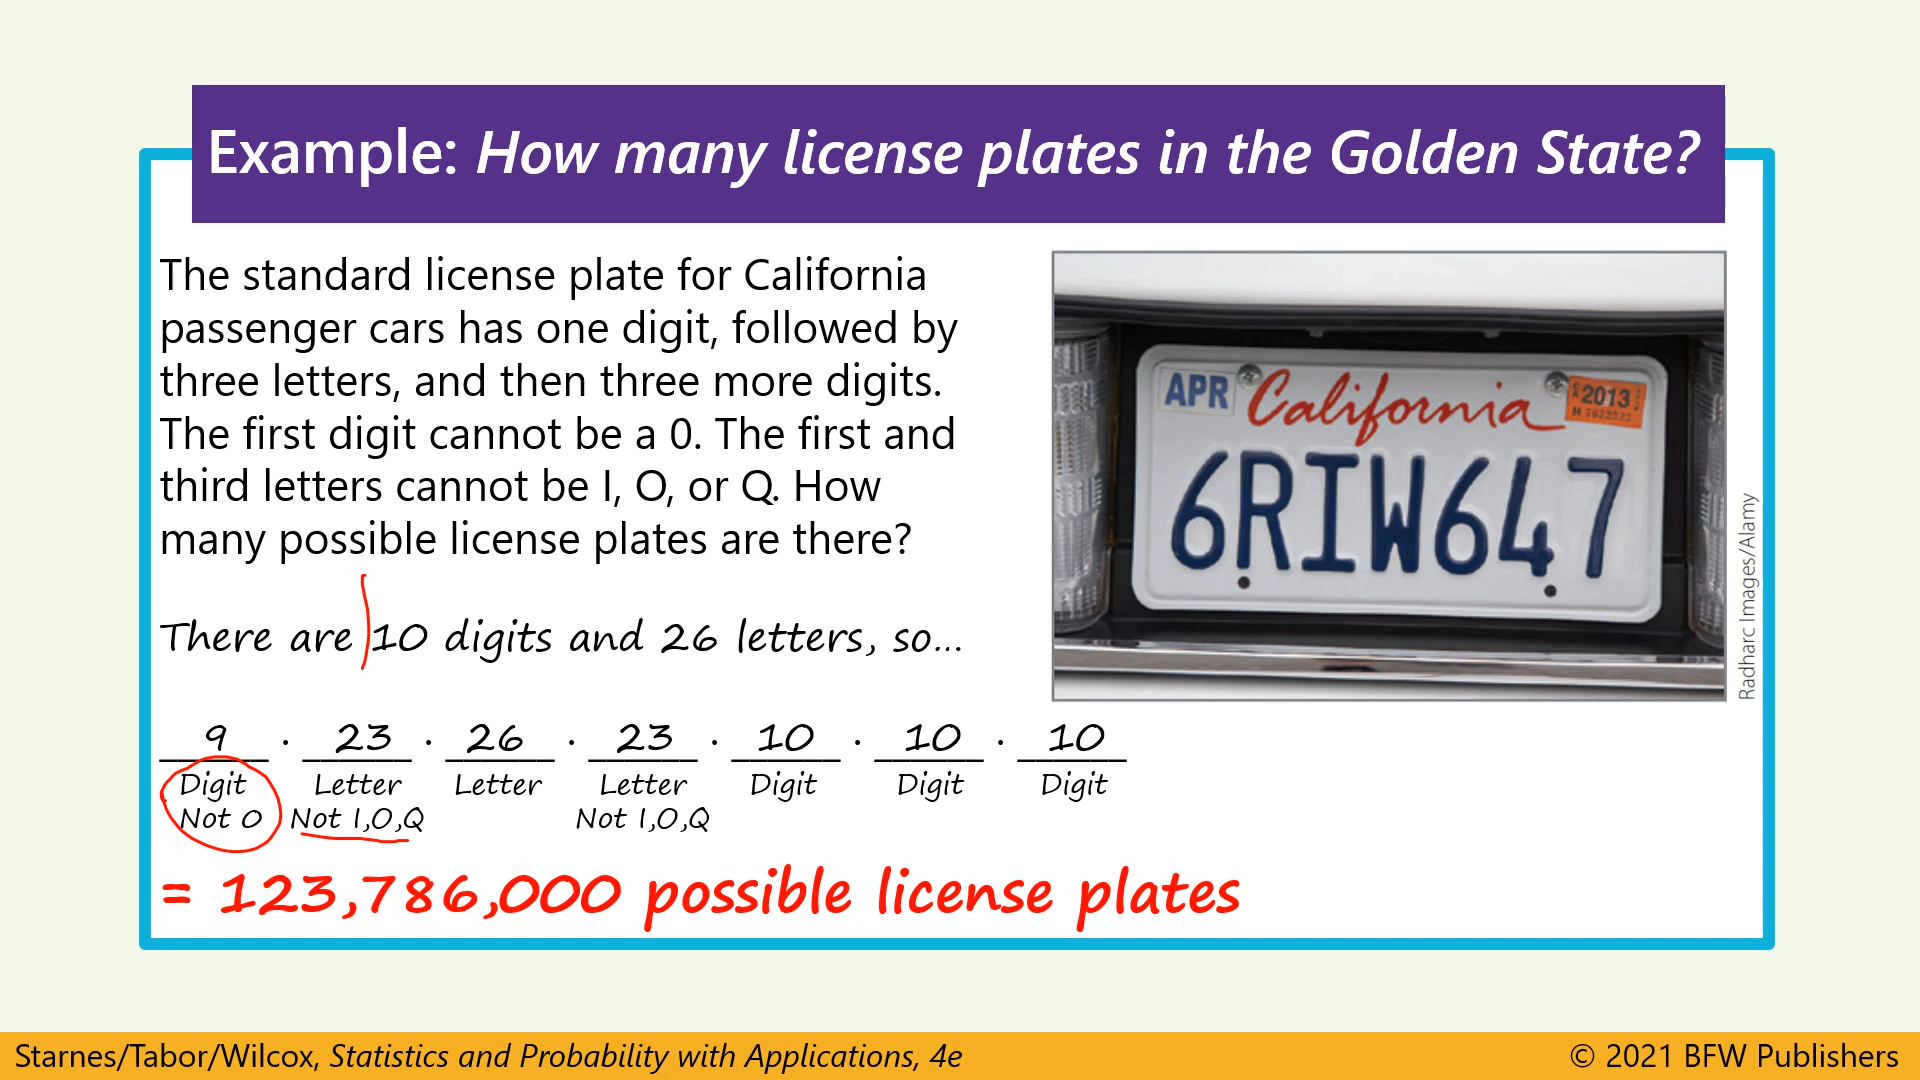 Example: How many license plates in the Golden State?
The standard license plate for California
passenger cars has one digit, followed by
three letters, and then three more digits.
The first digit cannot be a 0. The first and
third letters cannot be I, O, or Q. How
many possible license plates are there?
APR California 2013
6RIW647
Radharc Images/Alamy
There are 10 digits and 26 letters, so...
9 · 23 · 26 · 23 · 10 · 10 · 10
Digit Letter Letter Letter Digit Digit Digit
Not 0 Not I,O,Q Not I,O,Q
= 123,786,000 possible license plates
Starnes/Tabor/Wilcox, Statistics and Probability with Applications, 4e
© 2021 BFW Publishers